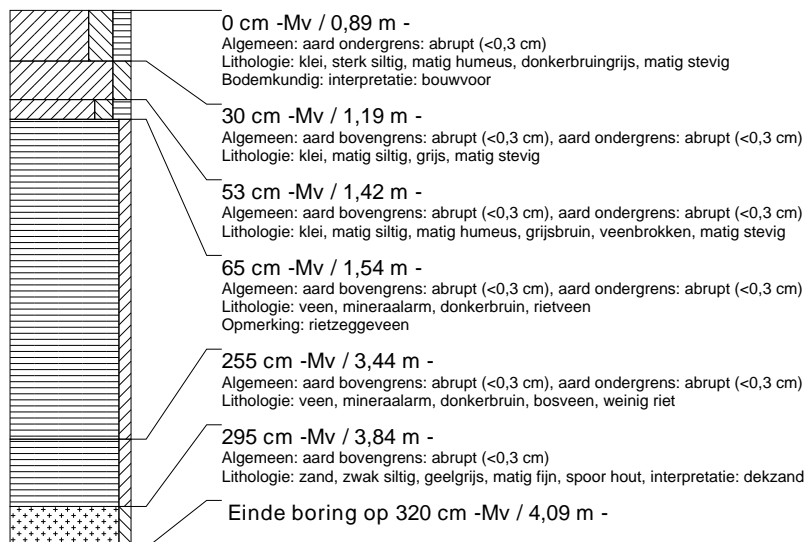 0 cm -Mv / 0,89 m -
Algemeen: aard ondergrens: abrupt (<0,3 cm)
Lithologie: klei, sterk siltig, matig humeus, donkerbruingrijs, matig stevig
Bodemkundig: interpretatie: bouwvoor
30 cm -Mv / 1,19 m -
Algemeen: aard bovengrens: abrupt (<0,3 cm), aard ondergrens: abrupt (<0,3 cm)
Lithologie: klei, matig siltig, grijs, matig stevig
53 cm -Mv / 1,42 m -
Algemeen: aard bovengrens: abrupt (<0,3 cm), aard ondergrens: abrupt (<0,3 cm)
Lithologie: klei, matig siltig, matig humeus, grijsbruin, veenbrokken, matig stevig
65 cm -Mv / 1,54 m -
Algemeen: aard bovengrens: abrupt (<0,3 cm), aard ondergrens: abrupt (<0,3 cm)
Lithologie: veen, mineraalarm, donkerbruin, rietveen
Opmerking: rietzeggeveen
255 cm -Mv / 3,44 m -
Algemeen: aard bovengrens: abrupt (<0,3 cm), aard ondergrens: abrupt (<0,3 cm)
Lithologie: veen, mineraalarm, donkerbruin, bosveen, weinig riet
295 cm -Mv / 3,84 m -
Algemeen: aard bovengrens: abrupt (<0,3 cm)
Lithologie: zand, zwak siltig, geelgrijs, matig fijn, spoor hout, interpretatie: dekzand
Einde boring op 320 cm -Mv / 4,09 m -